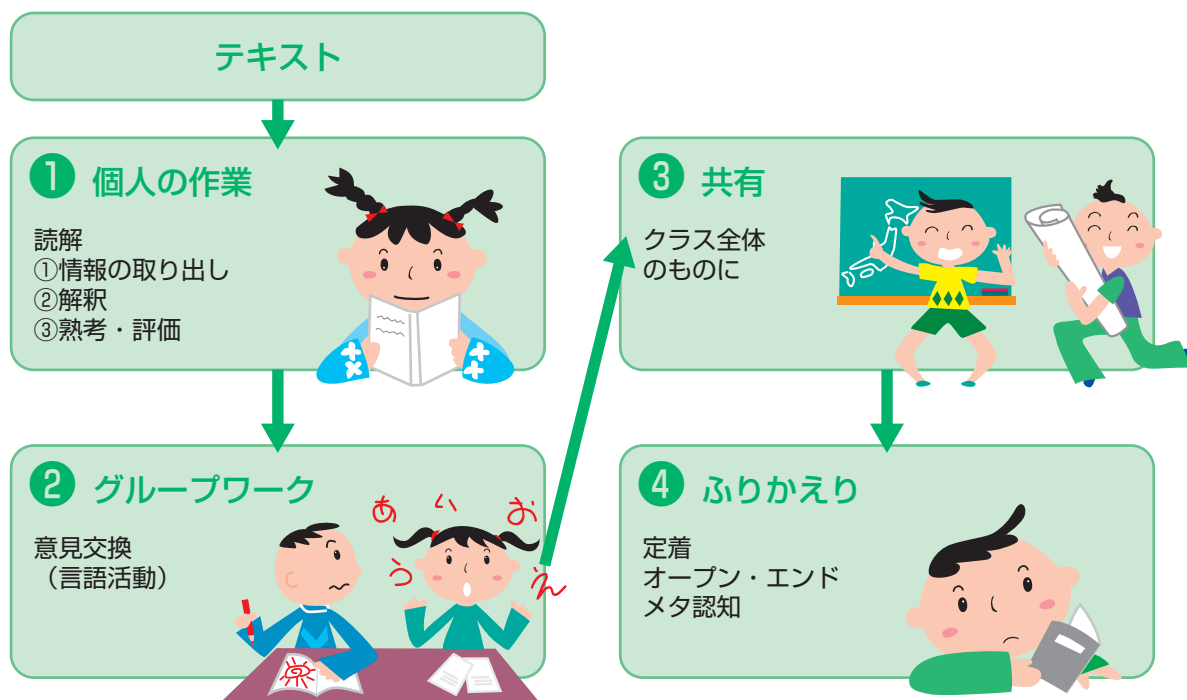 テキスト
❶ 個人の作業
読解
①情報の取り出し
②解釈
③熟考・評価
❷ グループワーク
意見交換
（言語活動）
あ い お
う え
❸ 共有
クラス全体
のものに
❹ ふりかえり
定着
オープン・エンド
メタ認知